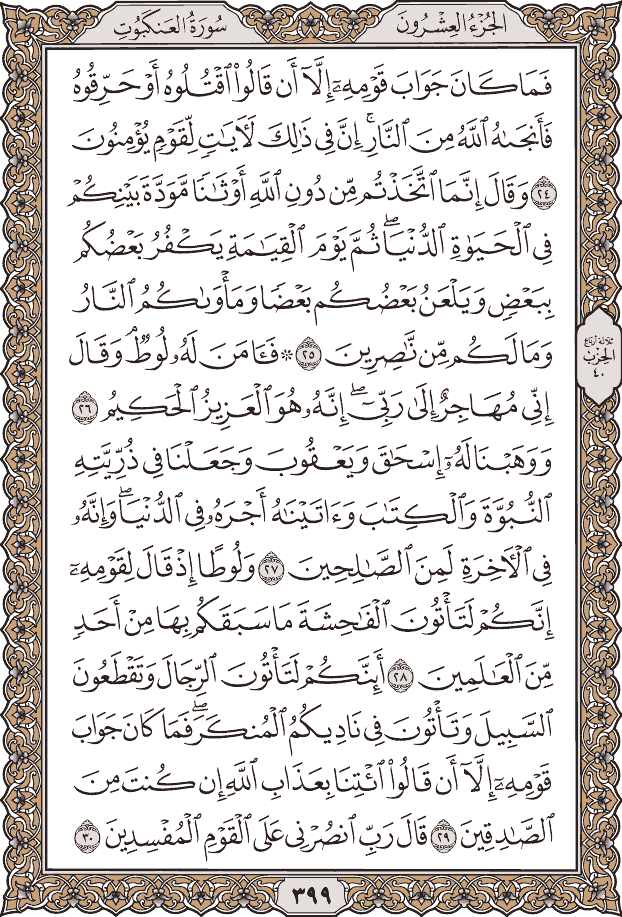 الجُزْءُ العِشْرُونَ
سُورَةُ العَنكَبُوتِ
فَمَا كَانَ جَوَابَ قَوْمِهِۦٓ إِلَّآ أَن قَالُوا۟ ٱقْتُلُوهُ أَوْ حَرِّقُوهُ
فَأَنجَىٰهُ ٱللَّهُ مِنَ ٱلنَّارِ ۚ إِنَّ فِى ذَٰلِكَ لَـَٔايَـٰتٍ لِّقَوْمٍ يُؤْمِنُونَ
٢٤ وَقَالَ إِنَّمَا ٱتَّخَذْتُم مِّن دُونِ ٱللَّهِ أَوْثَـٰنًا مَّوَدَّةَ بَيْنِكُمْ
فِى ٱلْحَيَوٰةِ ٱلدُّنْيَا ۖ ثُمَّ يَوْمَ ٱلْقِيَـٰمَةِ يَكْفُرُ بَعْضُكُم
بِبَعْضٍ وَيَلْعَنُ بَعْضُكُم بَعْضًا وَمَأْوَىٰكُمُ ٱلنَّارُ
وَمَا لَكُم مِّن نَّـٰصِرِينَ ٢٥ ۞ فَـَٔامَنَ لَهُۥ لُوطٌ ۘ وَقَالَ
إِنِّى مُهَاجِرٌ إِلَىٰ رَبِّىٓ ۖ إِنَّهُۥ هُوَ ٱلْعَزِيزُ ٱلْحَكِيمُ ٢٦
وَوَهَبْنَا لَهُۥٓ إِسْحَـٰقَ وَيَعْقُوبَ وَجَعَلْنَا فِى ذُرِّيَّتِهِ
ٱلنُّبُوَّةَ وَٱلْكِتَـٰبَ وَءَاتَيْنَـٰهُ أَجْرَهُۥ فِى ٱلدُّنْيَا ۖ وَإِنَّهُۥ
فِى ٱلْـَٔاخِرَةِ لَمِنَ ٱلصَّـٰلِحِينَ ٢٧ وَلُوطًا إِذْ قَالَ لِقَوْمِهِۦٓ
إِنَّكُمْ لَتَأْتُونَ ٱلْفَـٰحِشَةَ مَا سَبَقَكُم بِهَا مِنْ أَحَدٍ
مِّنَ ٱلْعَـٰلَمِينَ ٢٨ أَئِنَّكُمْ لَتَأْتُونَ ٱلرِّجَالَ وَتَقْطَعُونَ
ٱلسَّبِيلَ وَتَأْتُونَ فِى نَادِيكُمُ ٱلْمُنكَرَ ۖ فَمَا كَانَ جَوَابَ
قَوْمِهِۦٓ إِلَّآ أَن قَالُوا۟ ٱئْتِنَا بِعَذَابِ ٱللَّهِ إِن كُنتَ مِنَ
ٱلصَّـٰدِقِينَ ٢٩ قَالَ رَبِّ ٱنصُرْنِى عَلَى ٱلْقَوْمِ ٱلْمُفْسِدِينَ ٣٠
ثلاثة أرباع
الحزب
٤٠
٣٩٩